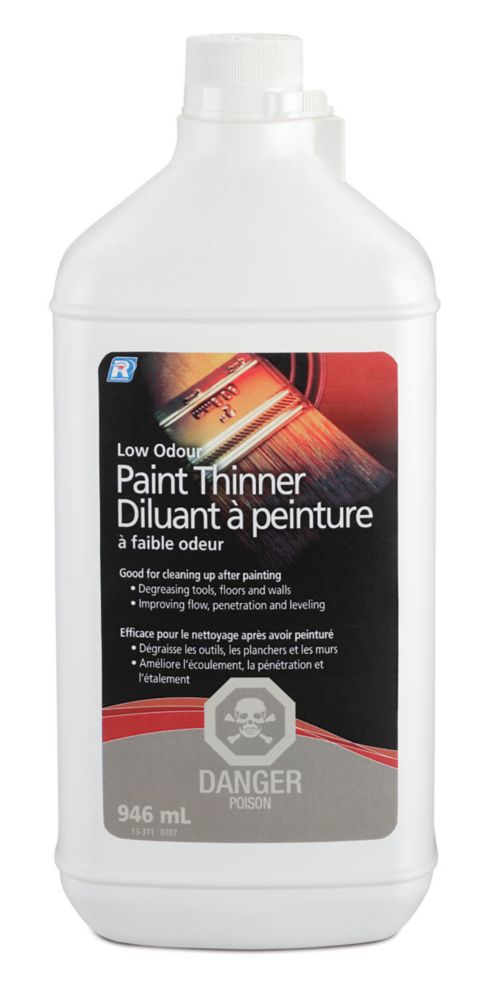 R
Low Odour
Paint Thinner
Diluant à peinture
à faible odeur
Good for cleaning up after painting
• Degreasing tools, floors and walls
• Improving flow, penetration and leveling
Efficace pour le nettoyage après avoir peinturé
• Dégraisse les outils, les planchers et les murs
• Améliore l'écoulement, la pénétration et
l'étalement
DANGER
POISON
946 mL
13-311 0707